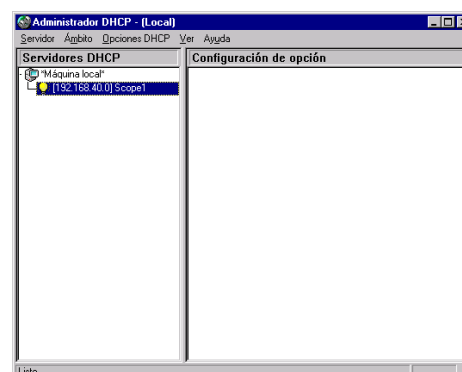 Administrador DHCP - (Local)
Servidor Ámbito Opciones DHCP Ver Ayuda
Servidores DHCP
Configuración de opción
*Máquina local*
[192.168.40.0] Scope1
Listo